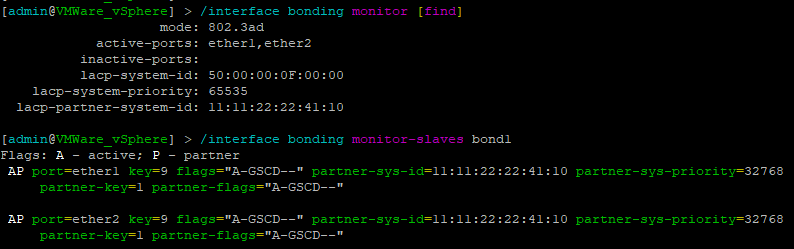 [admin@VMWare_vSphere] > /interface bonding monitor [find]
mode: 802.3ad
active-ports: ether1,ether2
inactive-ports:
lacp-system-id: 50:00:00:0F:00:00
lacp-system-priority: 65535
lacp-partner-system-id: 11:11:22:22:41:10
[admin@VMWare_vSphere] > /interface bonding monitor-slaves bond1
Flags: A - active; P - partner
AP port=ether1 key=9 flags="A-GSCD--" partner-sys-id=11:11:22:22:41:10 partner-sys-priority=32768
partner-key=1 partner-flags="A-GSCD--"
AP port=ether2 key=9 flags="A-GSCD--" partner-sys-id=11:11:22:22:41:10 partner-sys-priority=32768
partner-key=1 partner-flags="A-GSCD--"